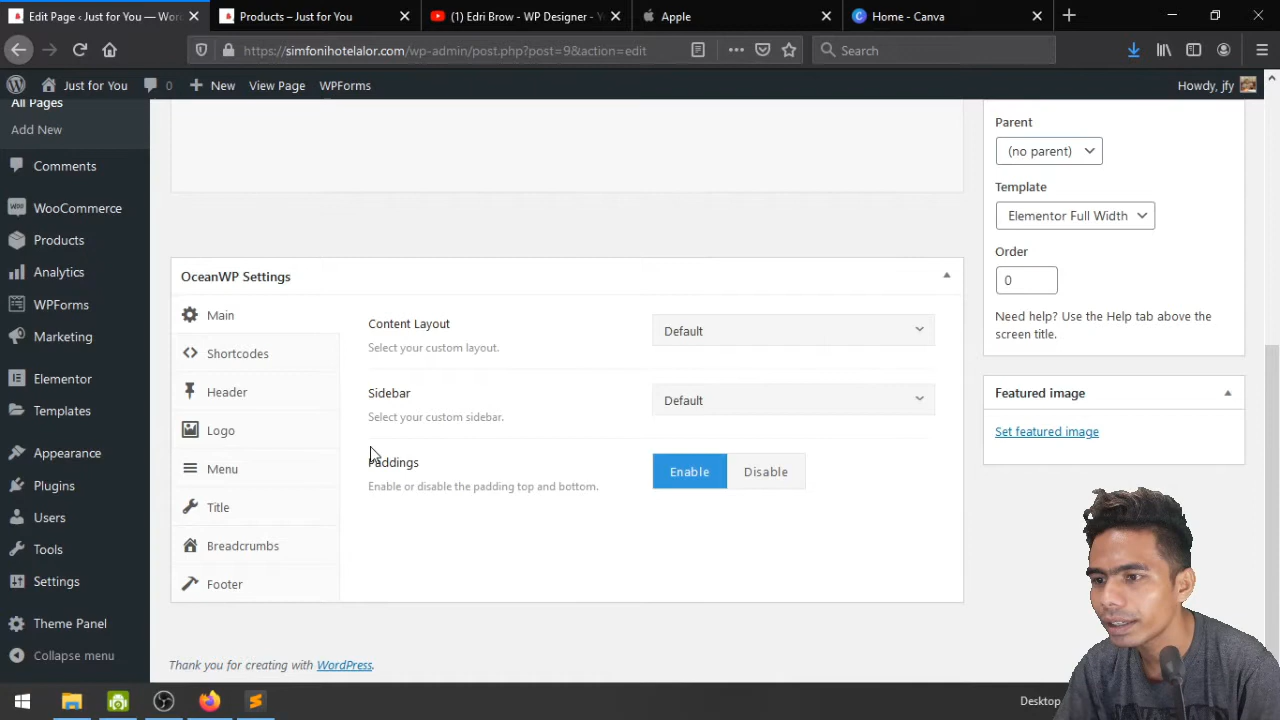 Edit Page ‹ Just for You — Wor
Products – Just for You
(1) Edri Brow - WP Designer - Y
Apple
Home - Canva
https://simfonihotelalor.com/wp-admin/post.php?post=9&action=edit
Search
Just for You
0
New
View Page
WPForms
Howdy, jfy
All Pages
Add New
Comments
WooCommerce
Products
Analytics
WPForms
Marketing
Elementor
Templates
Appearance
Plugins
Users
Tools
Settings
Theme Panel
Collapse menu
OceanWP Settings
Main
Shortcodes
Header
Logo
Menu
Title
Breadcrumbs
Footer
Content Layout
Select your custom layout.
Default
Sidebar
Select your custom sidebar.
Default
Paddings
Enable or disable the padding top and bottom.
Enable
Disable
Parent
(no parent)
Template
Elementor Full Width
Order
0
Need help? Use the Help tab above the
screen title.
Featured image
Set featured image
Thank you for creating with WordPress.
Desktop